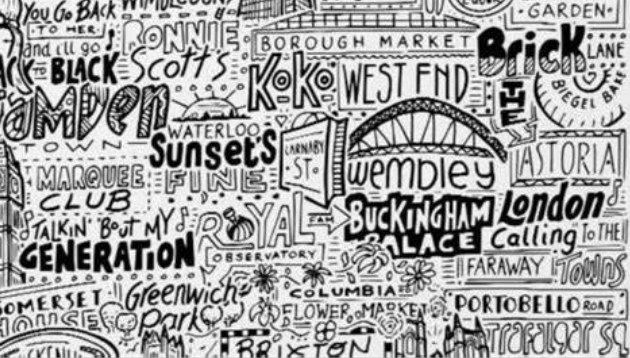 You Go BACK
TO HER
and i'll go
TO BLACK
WIMBLEDON
RONNIE
Scott's
BOROUGH MARKET
GARDEN
BricK LANE
KOKO
WEST END
THE
BIEGEL BAKE
CAMDEN
TOWN
WATERLOO
SunseT'S
FINE
CARNABY
ST.
Wembley
ASTORIA
MARQUEE
CLUB
TALKIN' BouT MY
GENERATION
ROYAL
OBSERVATORY
BUCKINGHAM
PALACE
London
Calling To THE
FARAWAY Towns
SOMERSET
HOUSE
Greenwich
Park
COLUMBIA
FLOWER MARKET
PORTOBELLO ROAD
BRIXTON
Trafalgar SQ